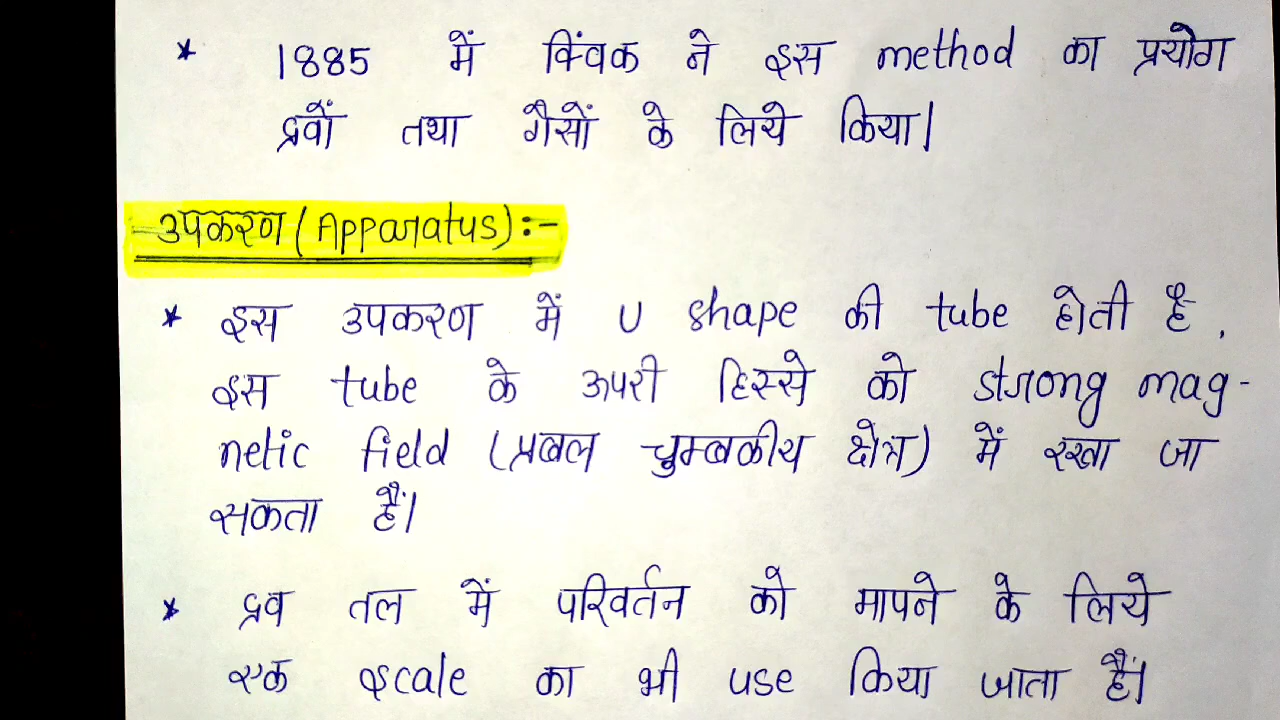 * 1885 में क्विंक ने इस method का प्रयोग
द्रवों तथा गैसों के लिये किया।
उपकरण (Apparatus) :-
* इस उपकरण में U shape की tube होती है,
इस tube के ऊपरी हिस्से को strong mag-
netic field (प्रबल चुम्बकीय क्षेत्र) में रखा जा
सकता हैं।
* द्रव तल में परिवर्तन को मापने के लिये
एक scale का भी use किया जाता हैं।